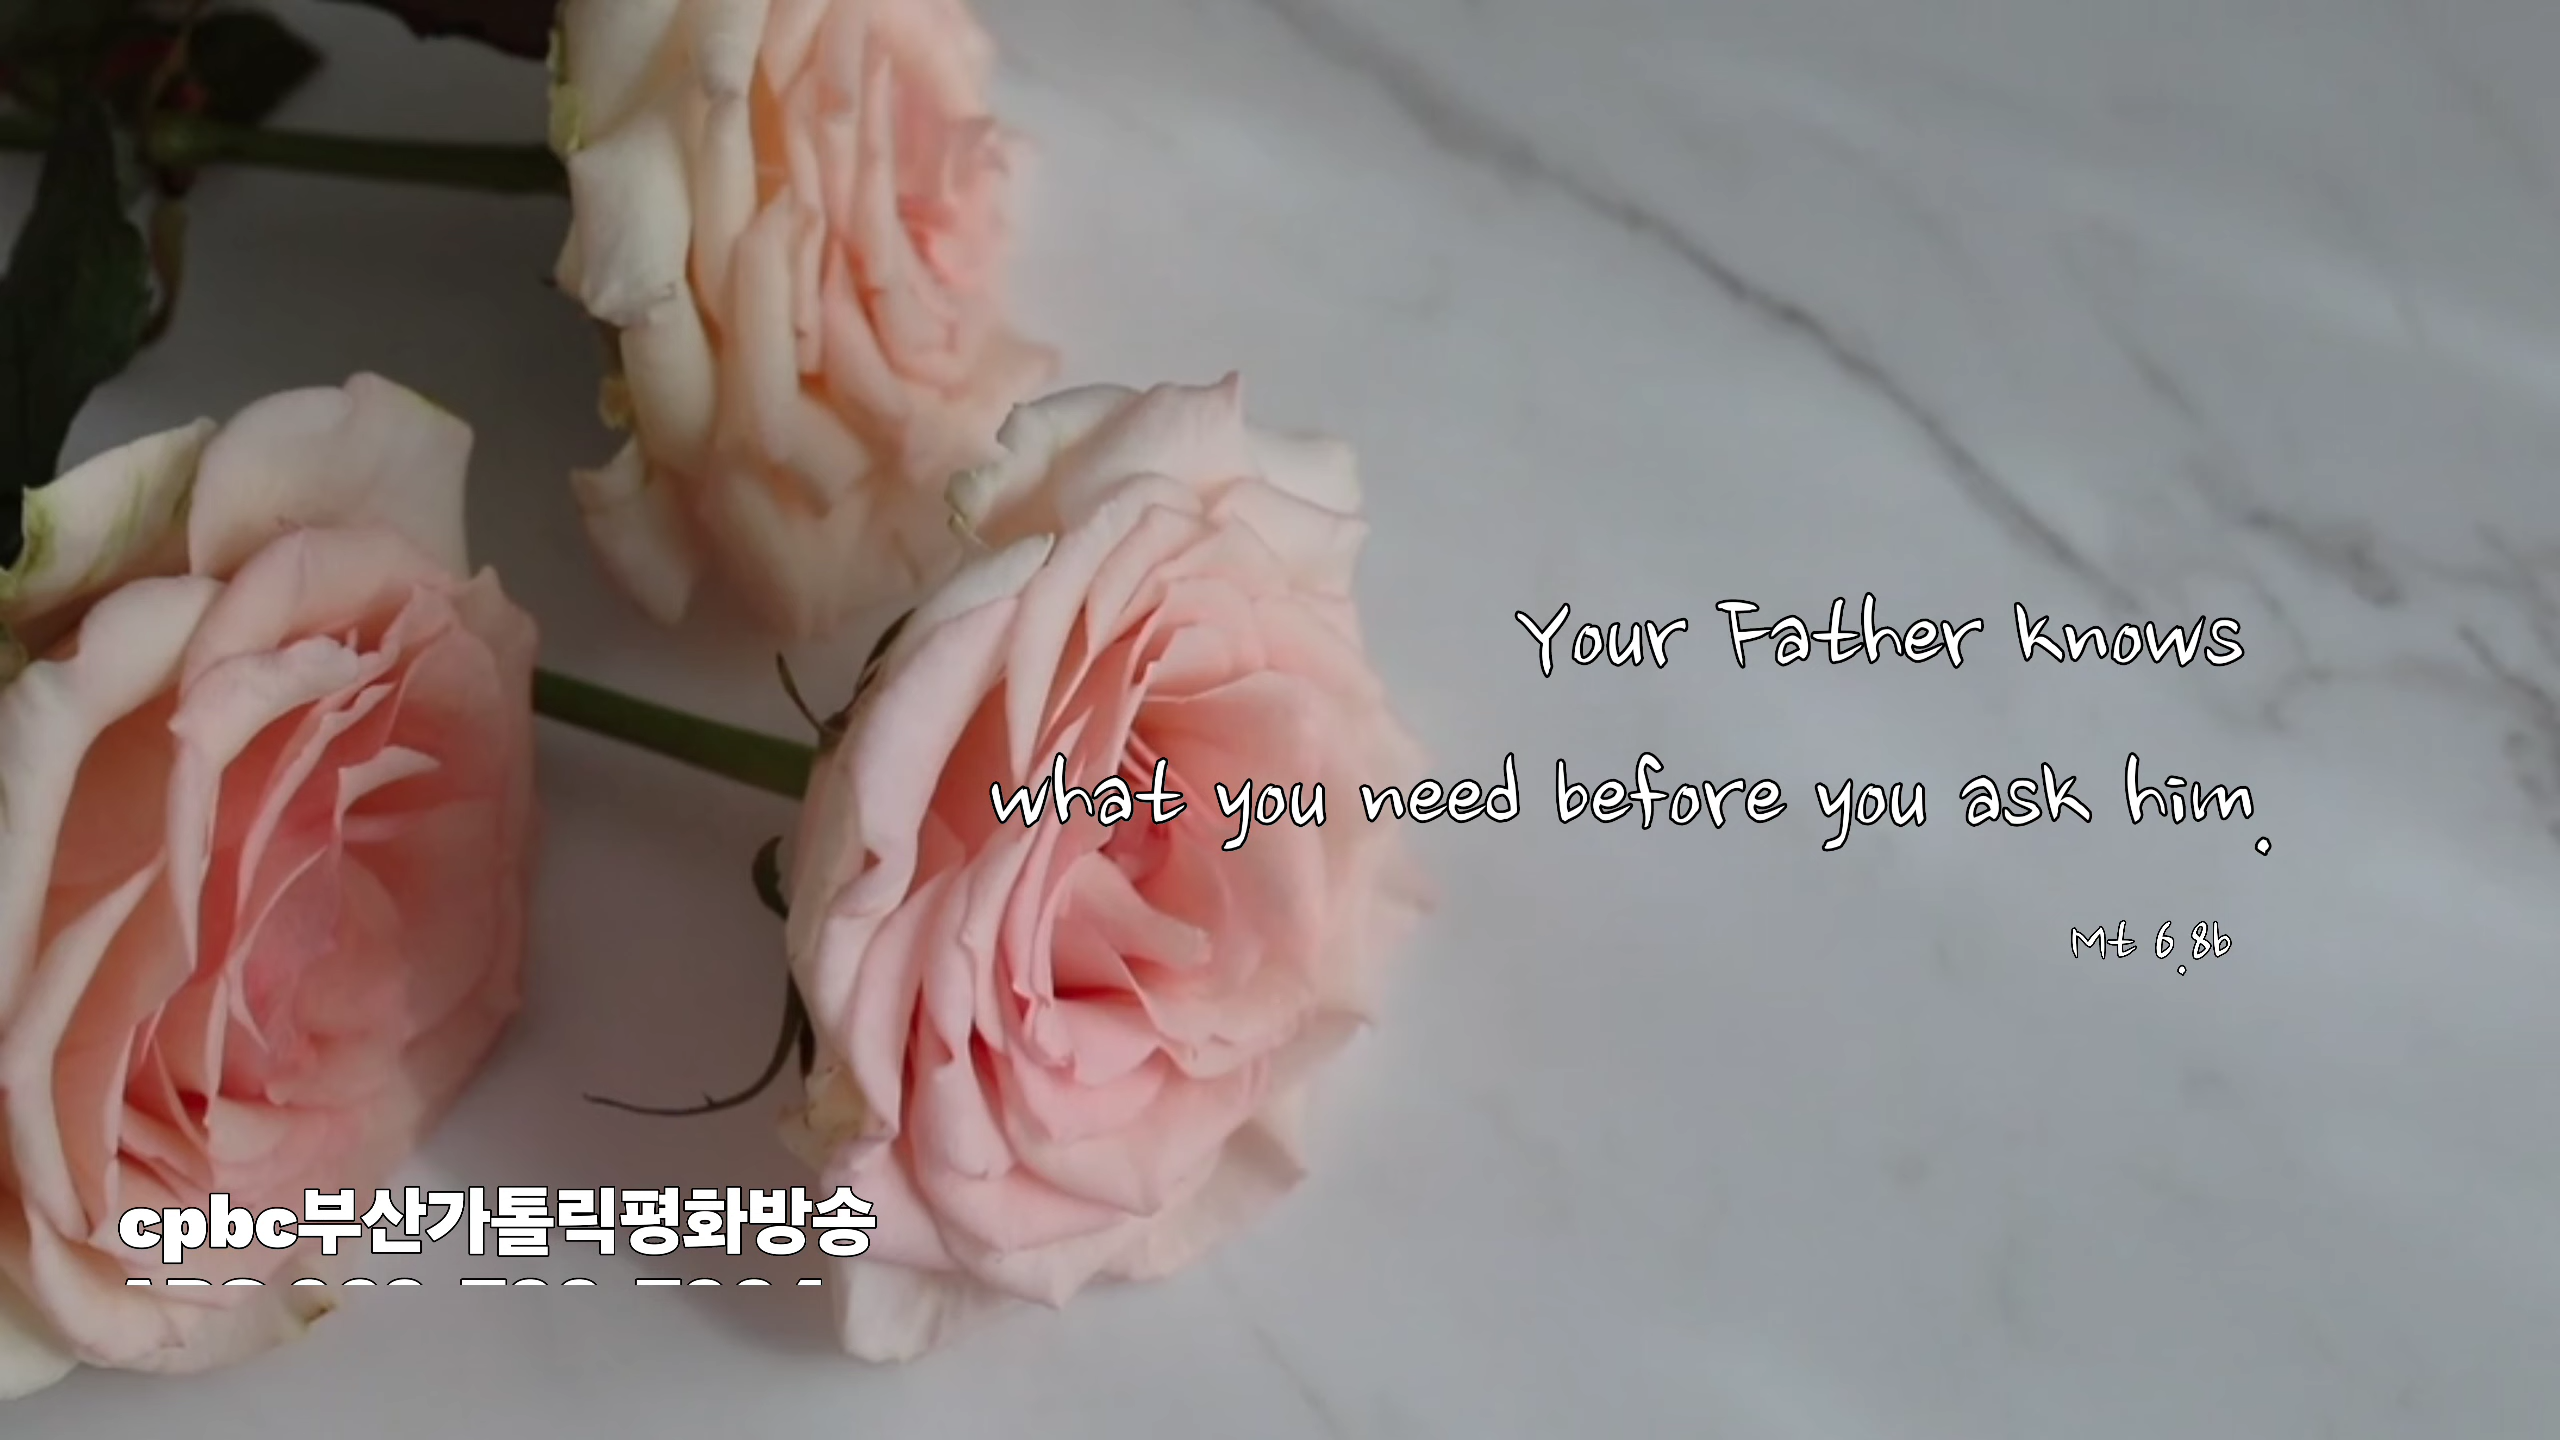 Your Father knows
what you need before you ask him.
Mt 6.8b
cpbc부산가톨릭평화방송